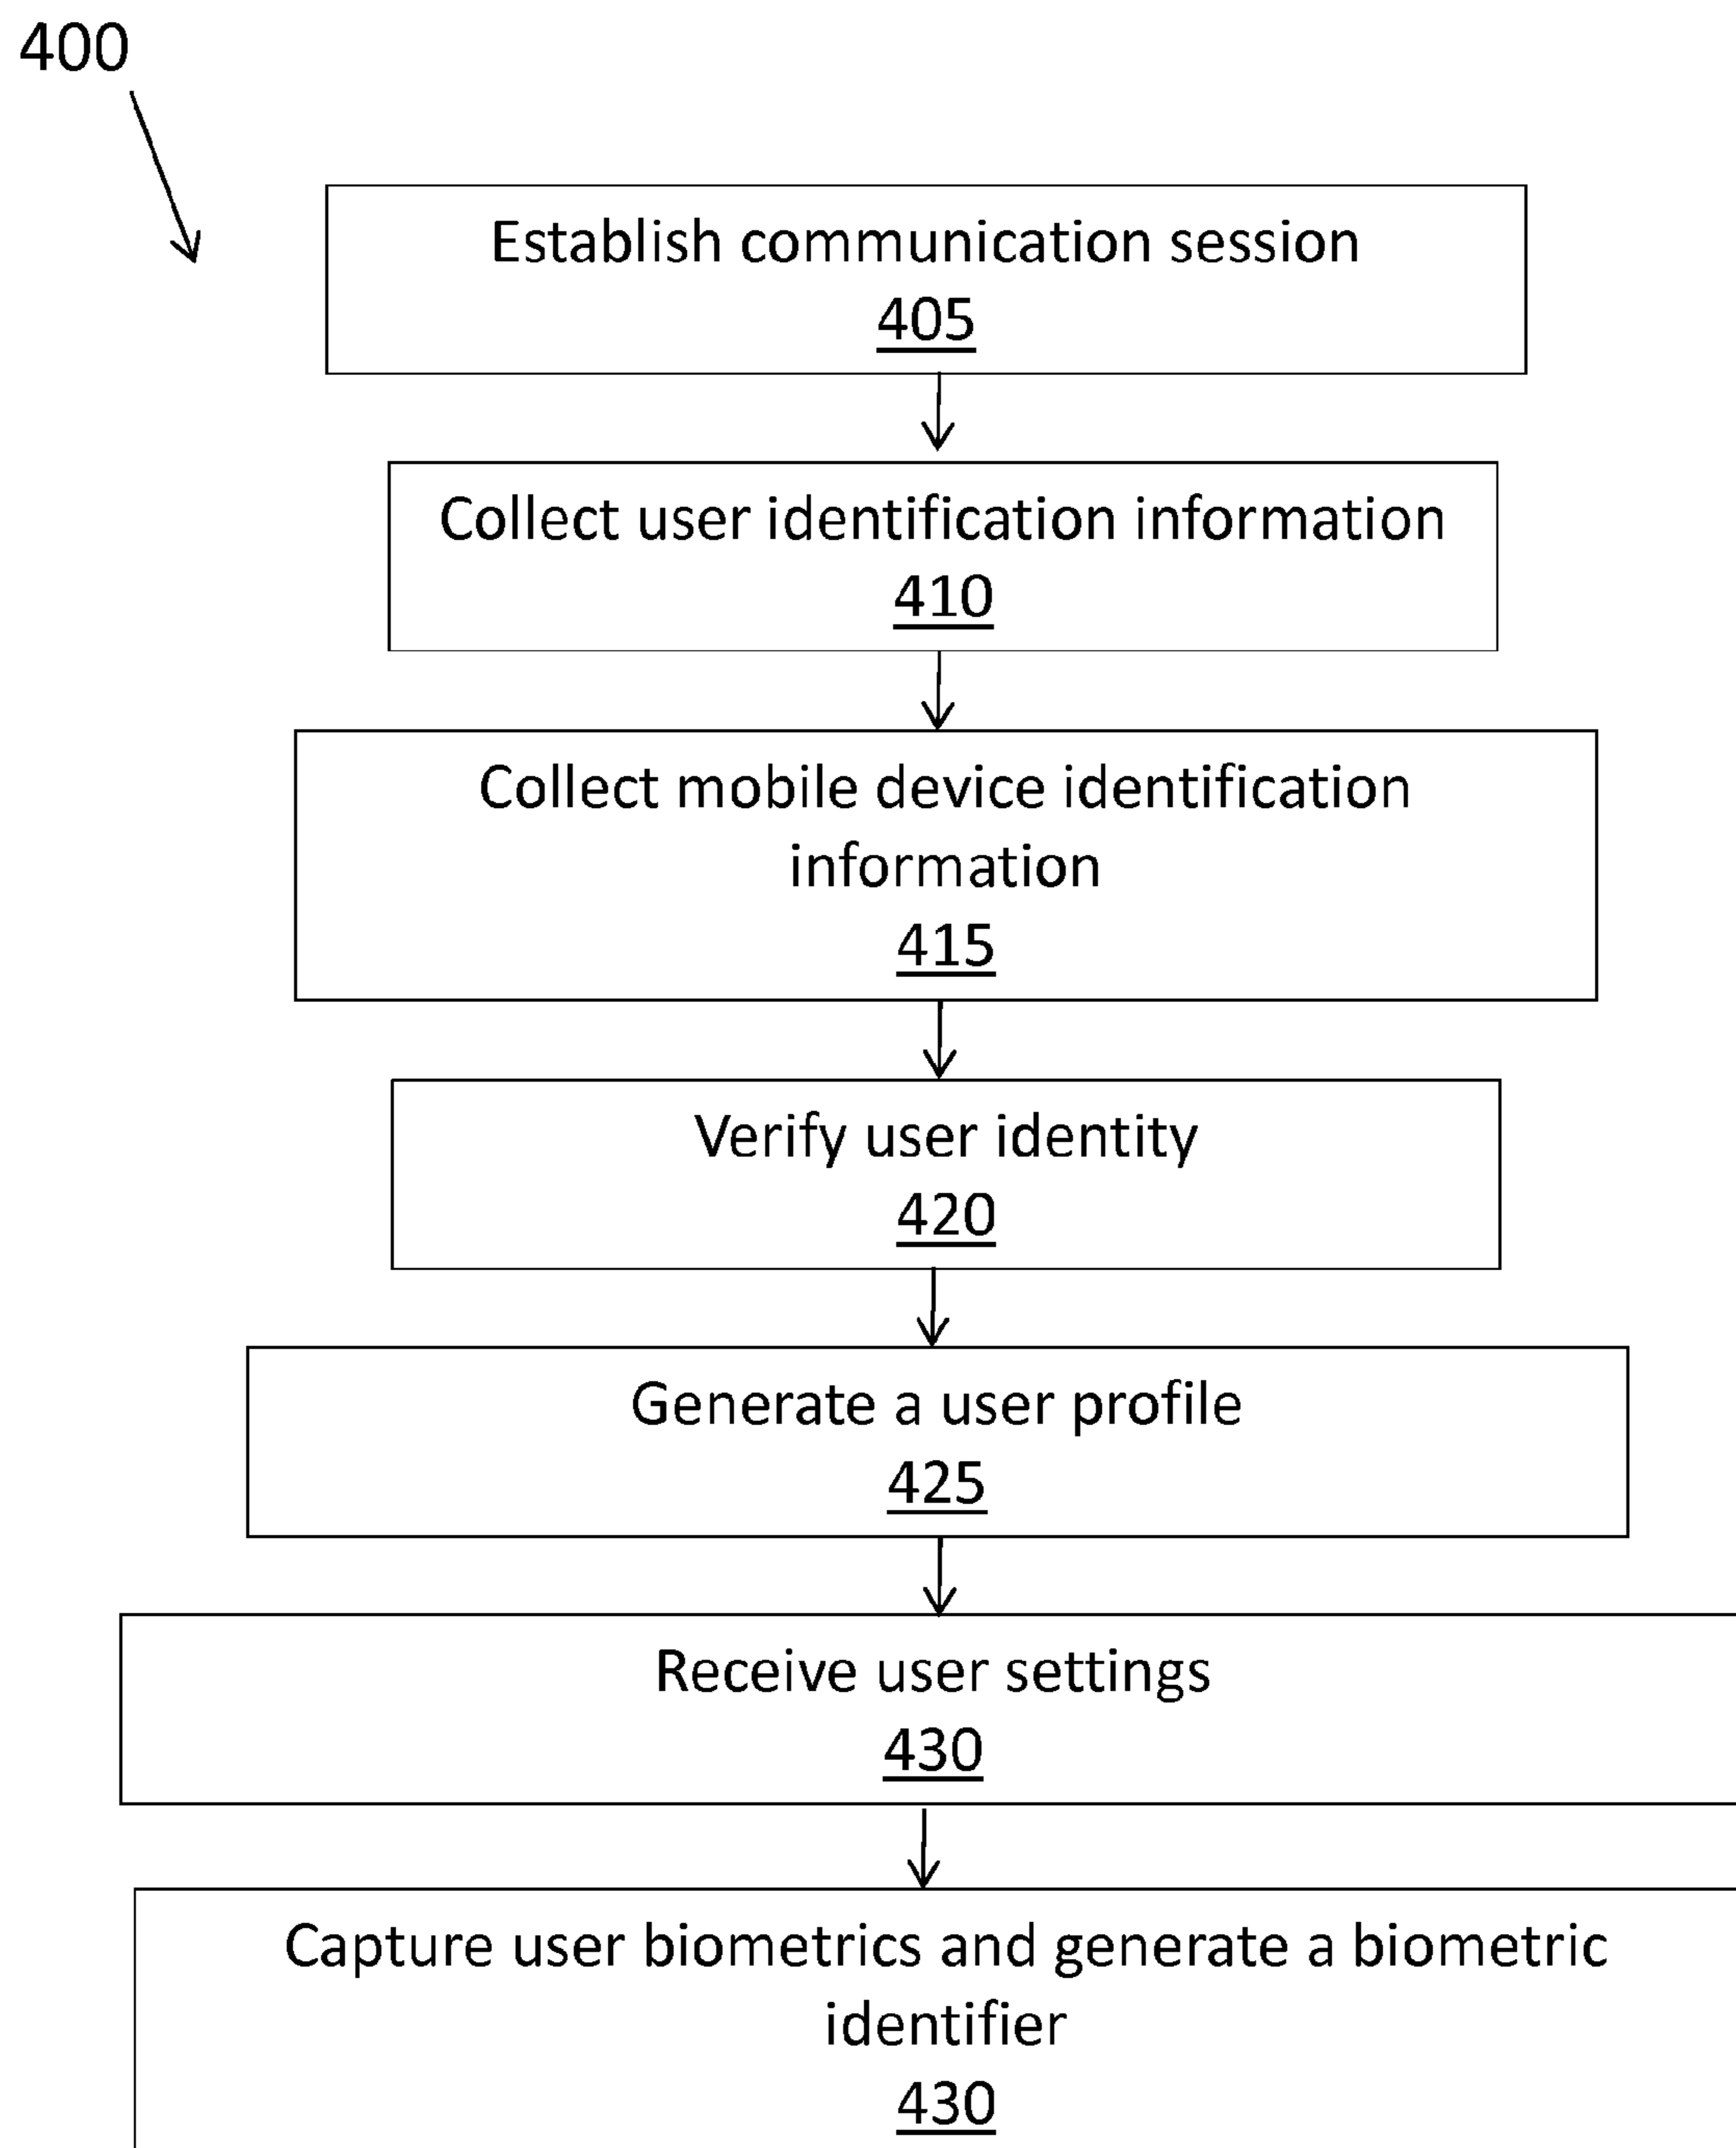 400
Establish communication session
405
Collect user identification information
410
Collect mobile device identification
information
415
Verify user identity
420
Generate a user profile
425
Receive user settings
430
Capture user biometrics and generate a biometric
identifier
430